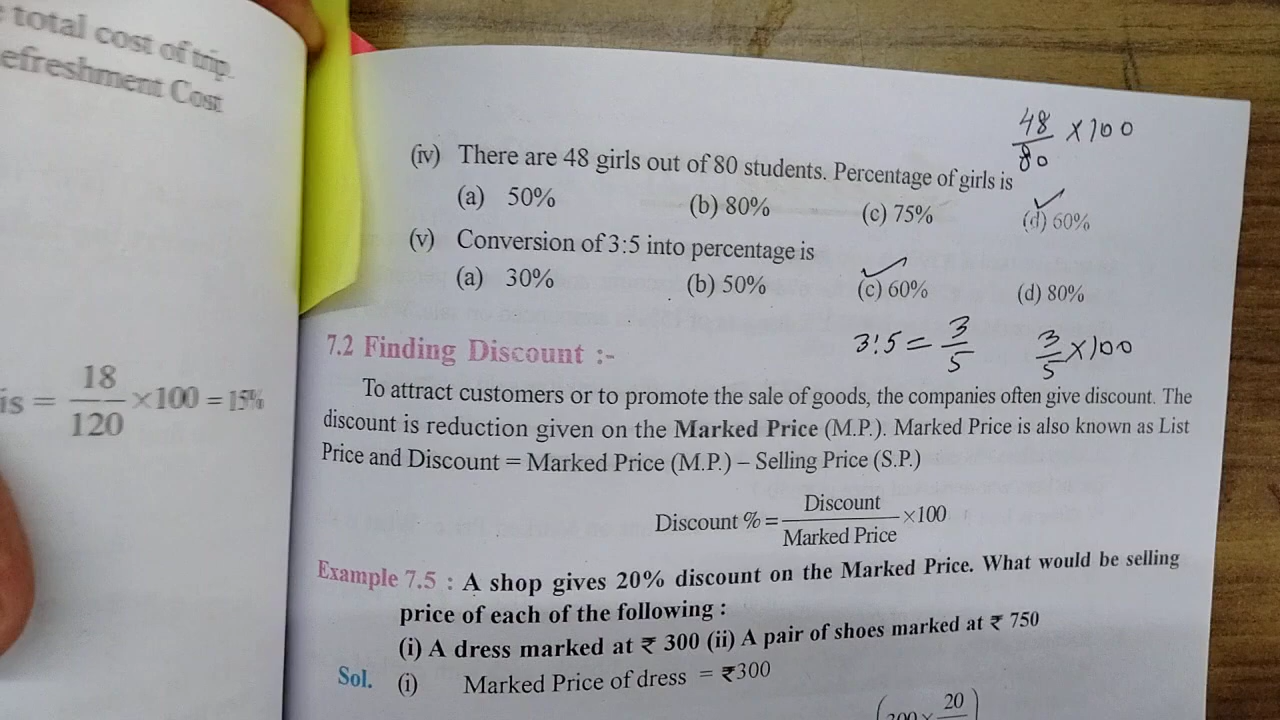 total cost of trip.
efreshment Cost
is = 18/120 ×100 = 15%
48/80 ×100
(iv) There are 48 girls out of 80 students. Percentage of girls is
(a) 50% (b) 80% (c) 75% ✓(d) 60%
(v) Conversion of 3:5 into percentage is
(a) 30% (b) 50% ✓(c) 60% (d) 80%
3:5 = 3/5 3/5 ×100
7.2 Finding Discount :-
To attract customers or to promote the sale of goods, the companies often give discount. The
discount is reduction given on the Marked Price (M.P.). Marked Price is also known as List
Price and Discount = Marked Price (M.P.) – Selling Price (S.P.)
Discount % = Discount/Marked Price ×100
Example 7.5 : A shop gives 20% discount on the Marked Price. What would be selling
price of each of the following :
(i) A dress marked at ₹ 300 (ii) A pair of shoes marked at ₹ 750
Sol. (i) Marked Price of dress = ₹300
20